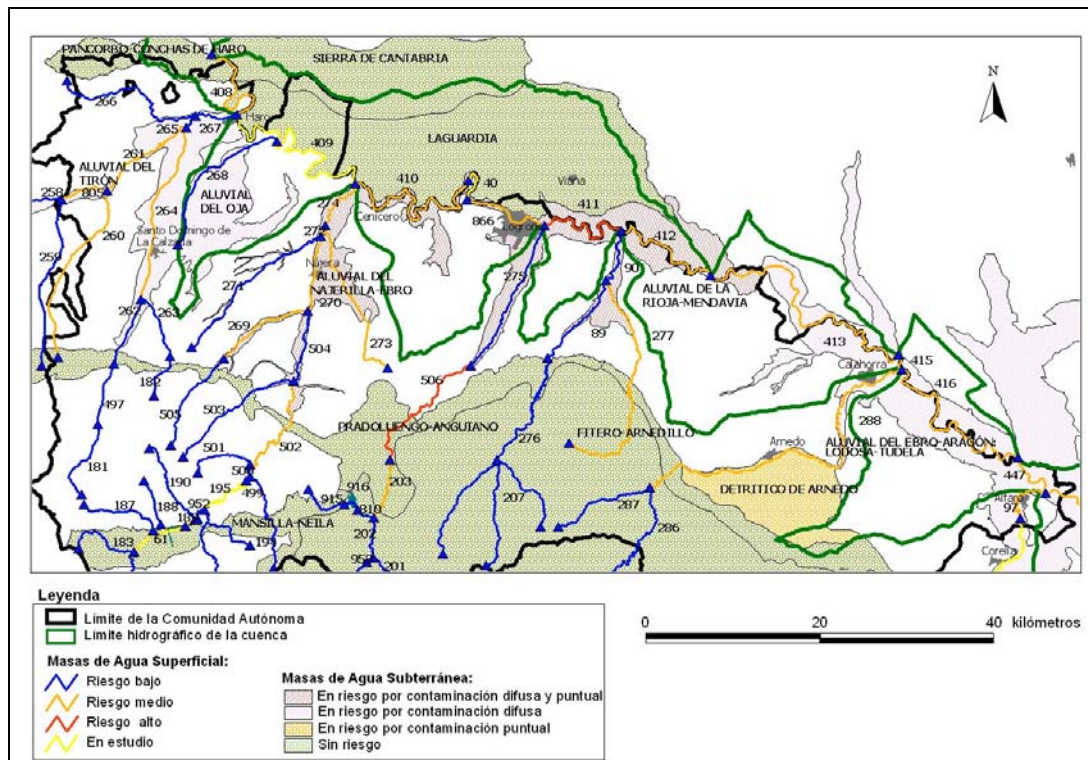 PANCORBO-CONCHAS DE HARO
SIERRA DE CANTABRIA
N
266
408
Haro
265
267
409
LAGUARDIA
261
268
ALUVIAL DEL
TIRÓN
410
40
Viana
411
258
805
ALUVIAL
DEL OJA
264
274
Cenicero
866
Logroño
412
260
Santo Domingo de
La Calzada
259
Nájera
ALUVIAL DEL
NAJERILLA-EBRO
275
90
ALUVIAL DE LA
RIOJA-MENDAVIA
271
270
267
263
269
273
89
277
413
504
Calahorra
415
416
182
506
497
505
503
288
502
PRADOLUENGO-ANGUIANO
276
FITERO-ARNEDILLO
Arnedo
ALUVIAL DEL EBRO-ARAGÓN:
LODOSA-TUDELA
501
181
190
195
499
203
447
DETRITICO DE ARNEDO
187
188
952
916
915
810
207
287
286
Alfaro
97
MANSILLA-NEILA
202
183
61
Corella
201
Leyenda
Límite de la Comunidad Autónoma
Límite hidrográfico de la cuenca
Masas de Agua Superficial:
Riesgo bajo
Riesgo medio
Riesgo alto
En estudio
Masas de Agua Subterránea:
En riesgo por contaminación difusa y puntual
En riesgo por contaminación difusa
En riesgo por contaminación puntual
Sin riesgo
0 20 40 kilómetros